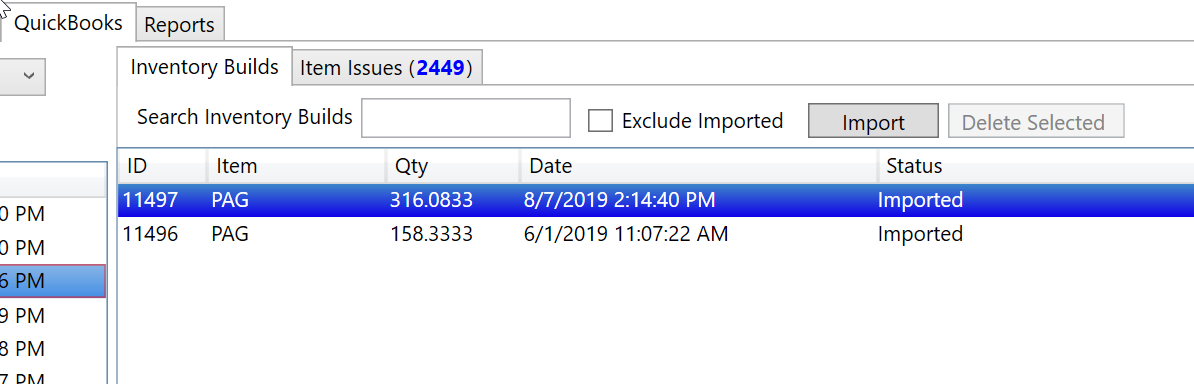 QuickBooks Reports
Inventory Builds Item Issues (2449)
Search Inventory Builds Exclude Imported Import Delete Selected
ID Item Qty Date Status
11497 PAG 316.0833 8/7/2019 2:14:40 PM Imported
0 PM
11496 PAG 158.3333 6/1/2019 11:07:22 AM Imported
0 PM
6 PM
9 PM
8 PM
7 PM